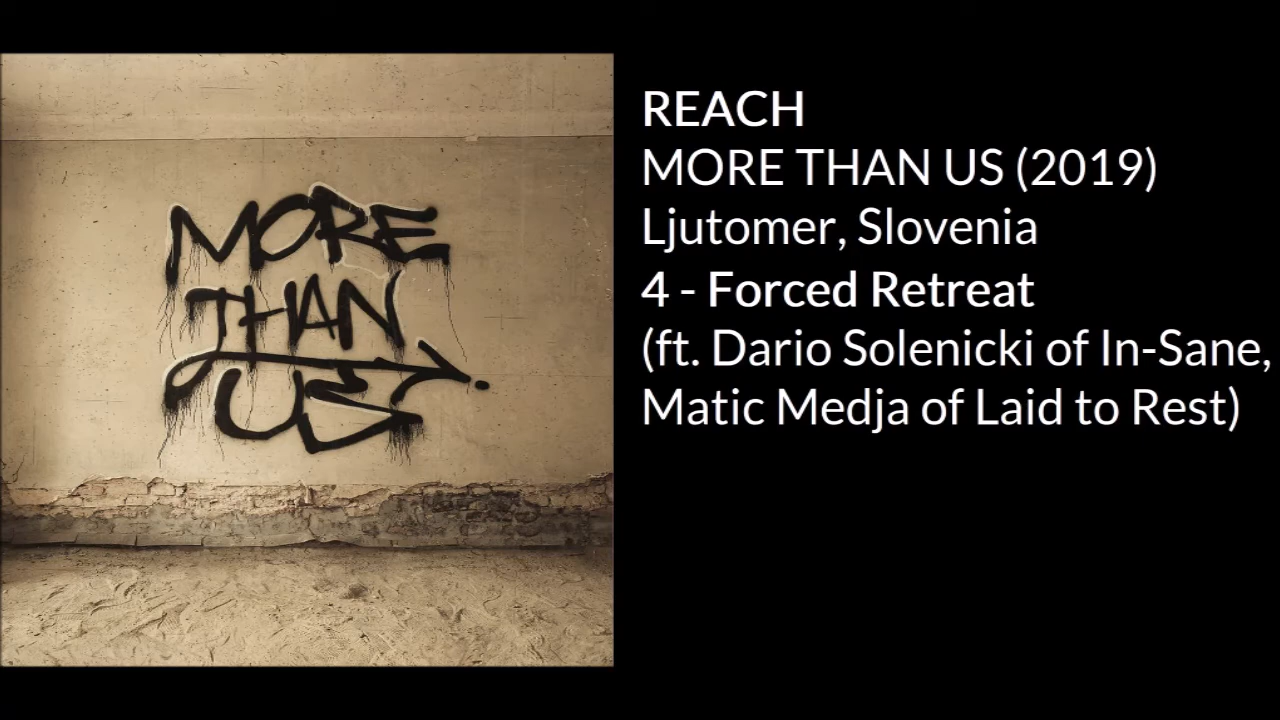 MORE
THAN
US.
REACH
MORE THAN US (2019)
Ljutomer, Slovenia
4 - Forced Retreat
(ft. Dario Solenicki of In-Sane,
Matic Medja of Laid to Rest)